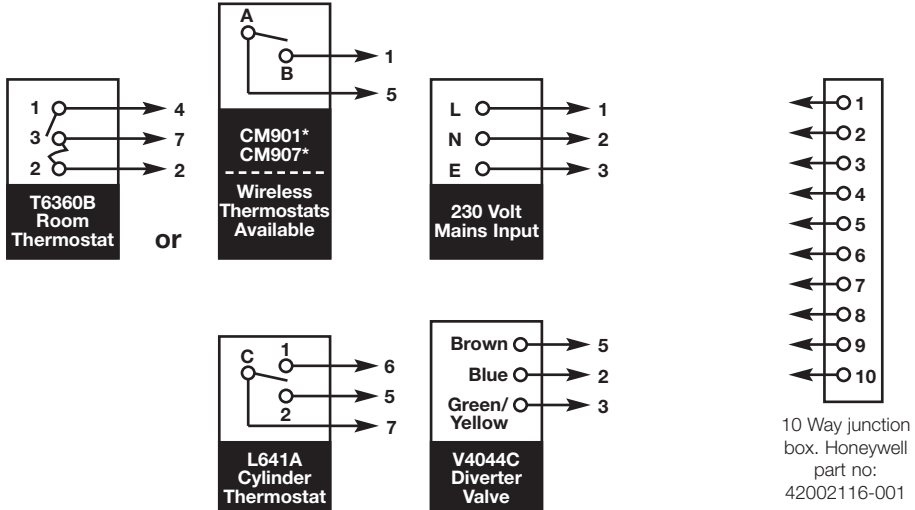 A
B
1
5
1
3
2
4
7
2
T6360B
Room
Thermostat
or
CM901*
CM907*
Wireless
Thermostats
Available
L
N
E
1
2
3
230 Volt
Mains Input
C
1
2
6
5
7
L641A
Cylinder
Thermostat
Brown
Blue
Green/
Yellow
5
2
3
V4044C
Diverter
Valve
1
2
3
4
5
6
7
8
9
10
10 Way junction
box. Honeywell
part no:
42002116-001